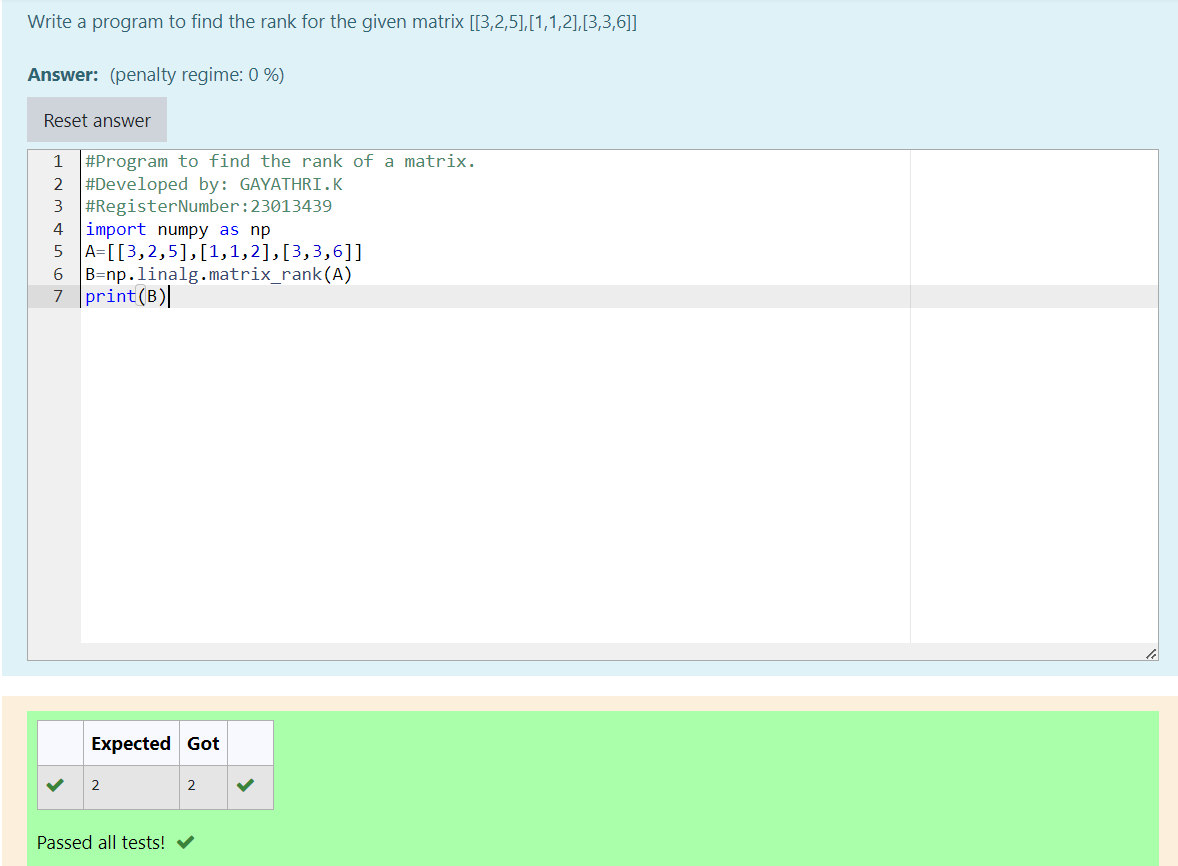 Write a program to find the rank for the given matrix [[3,2,5],[1,1,2],[3,3,6]]
Answer: (penalty regime: 0 %)
Reset answer
1 #Program to find the rank of a matrix.
2 #Developed by: GAYATHRI.K
3 #RegisterNumber:23013439
4 import numpy as np
5 A=[[3,2,5],[1,1,2],[3,3,6]]
6 B=np.linalg.matrix_rank(A)
7 print(B)
Expected Got
2 2
Passed all tests!